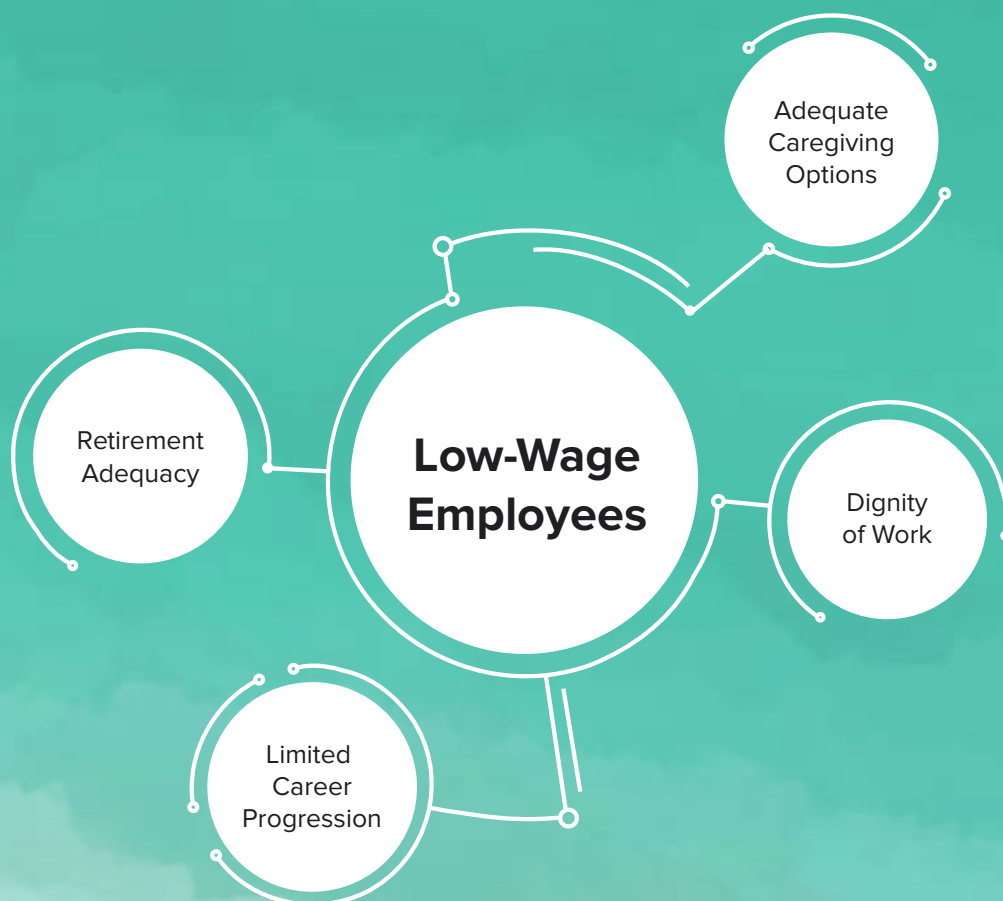 Adequate
Caregiving
Options
Retirement
Adequacy
Low-Wage
Employees
Dignity
of Work
Limited
Career
Progression